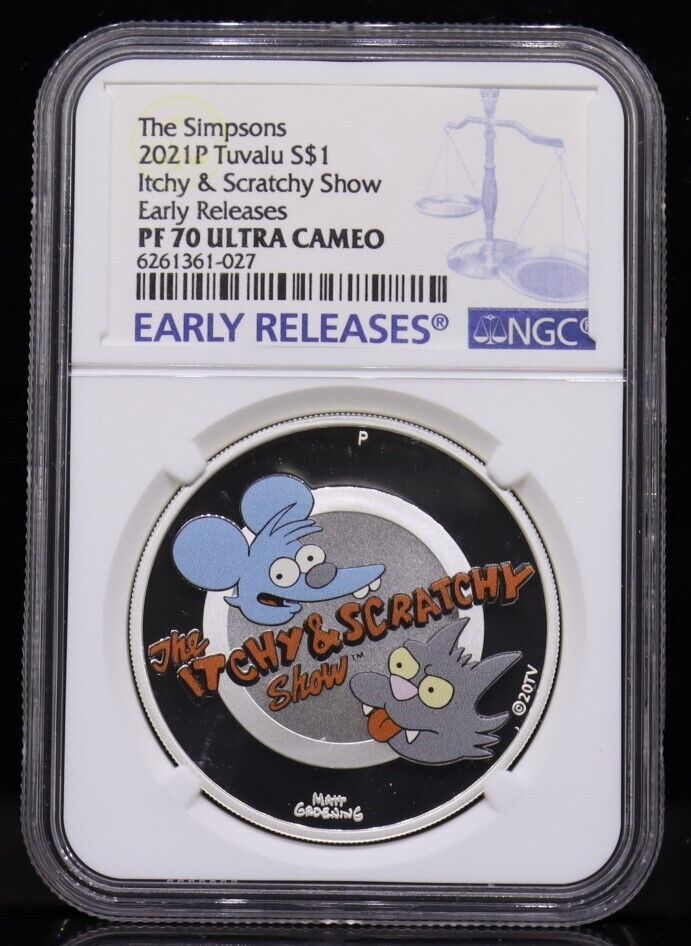 The Simpsons
2021P Tuvalu S$1
Itchy & Scratchy Show
Early Releases
PF 70 ULTRA CAMEO
6261361-027
EARLY RELEASES®
NGC®
P
The
ITCHY & SCRATCHY
Show™
©20TV
MATT
GROENING